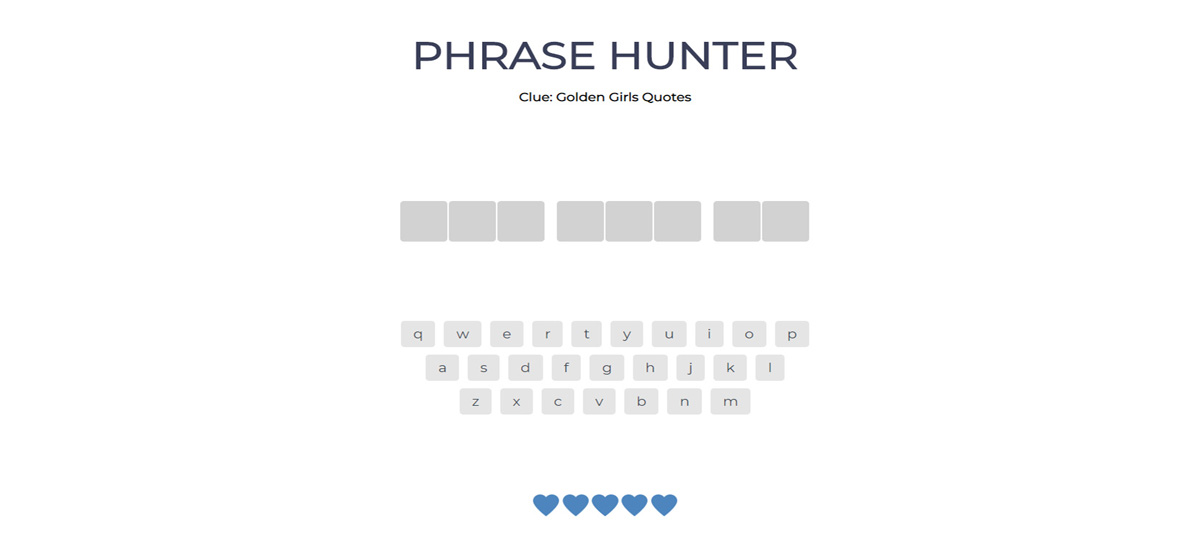 PHRASE HUNTER
Clue: Golden Girls Quotes
q w e r t y u i o p
a s d f g h j k l
z x c v b n m